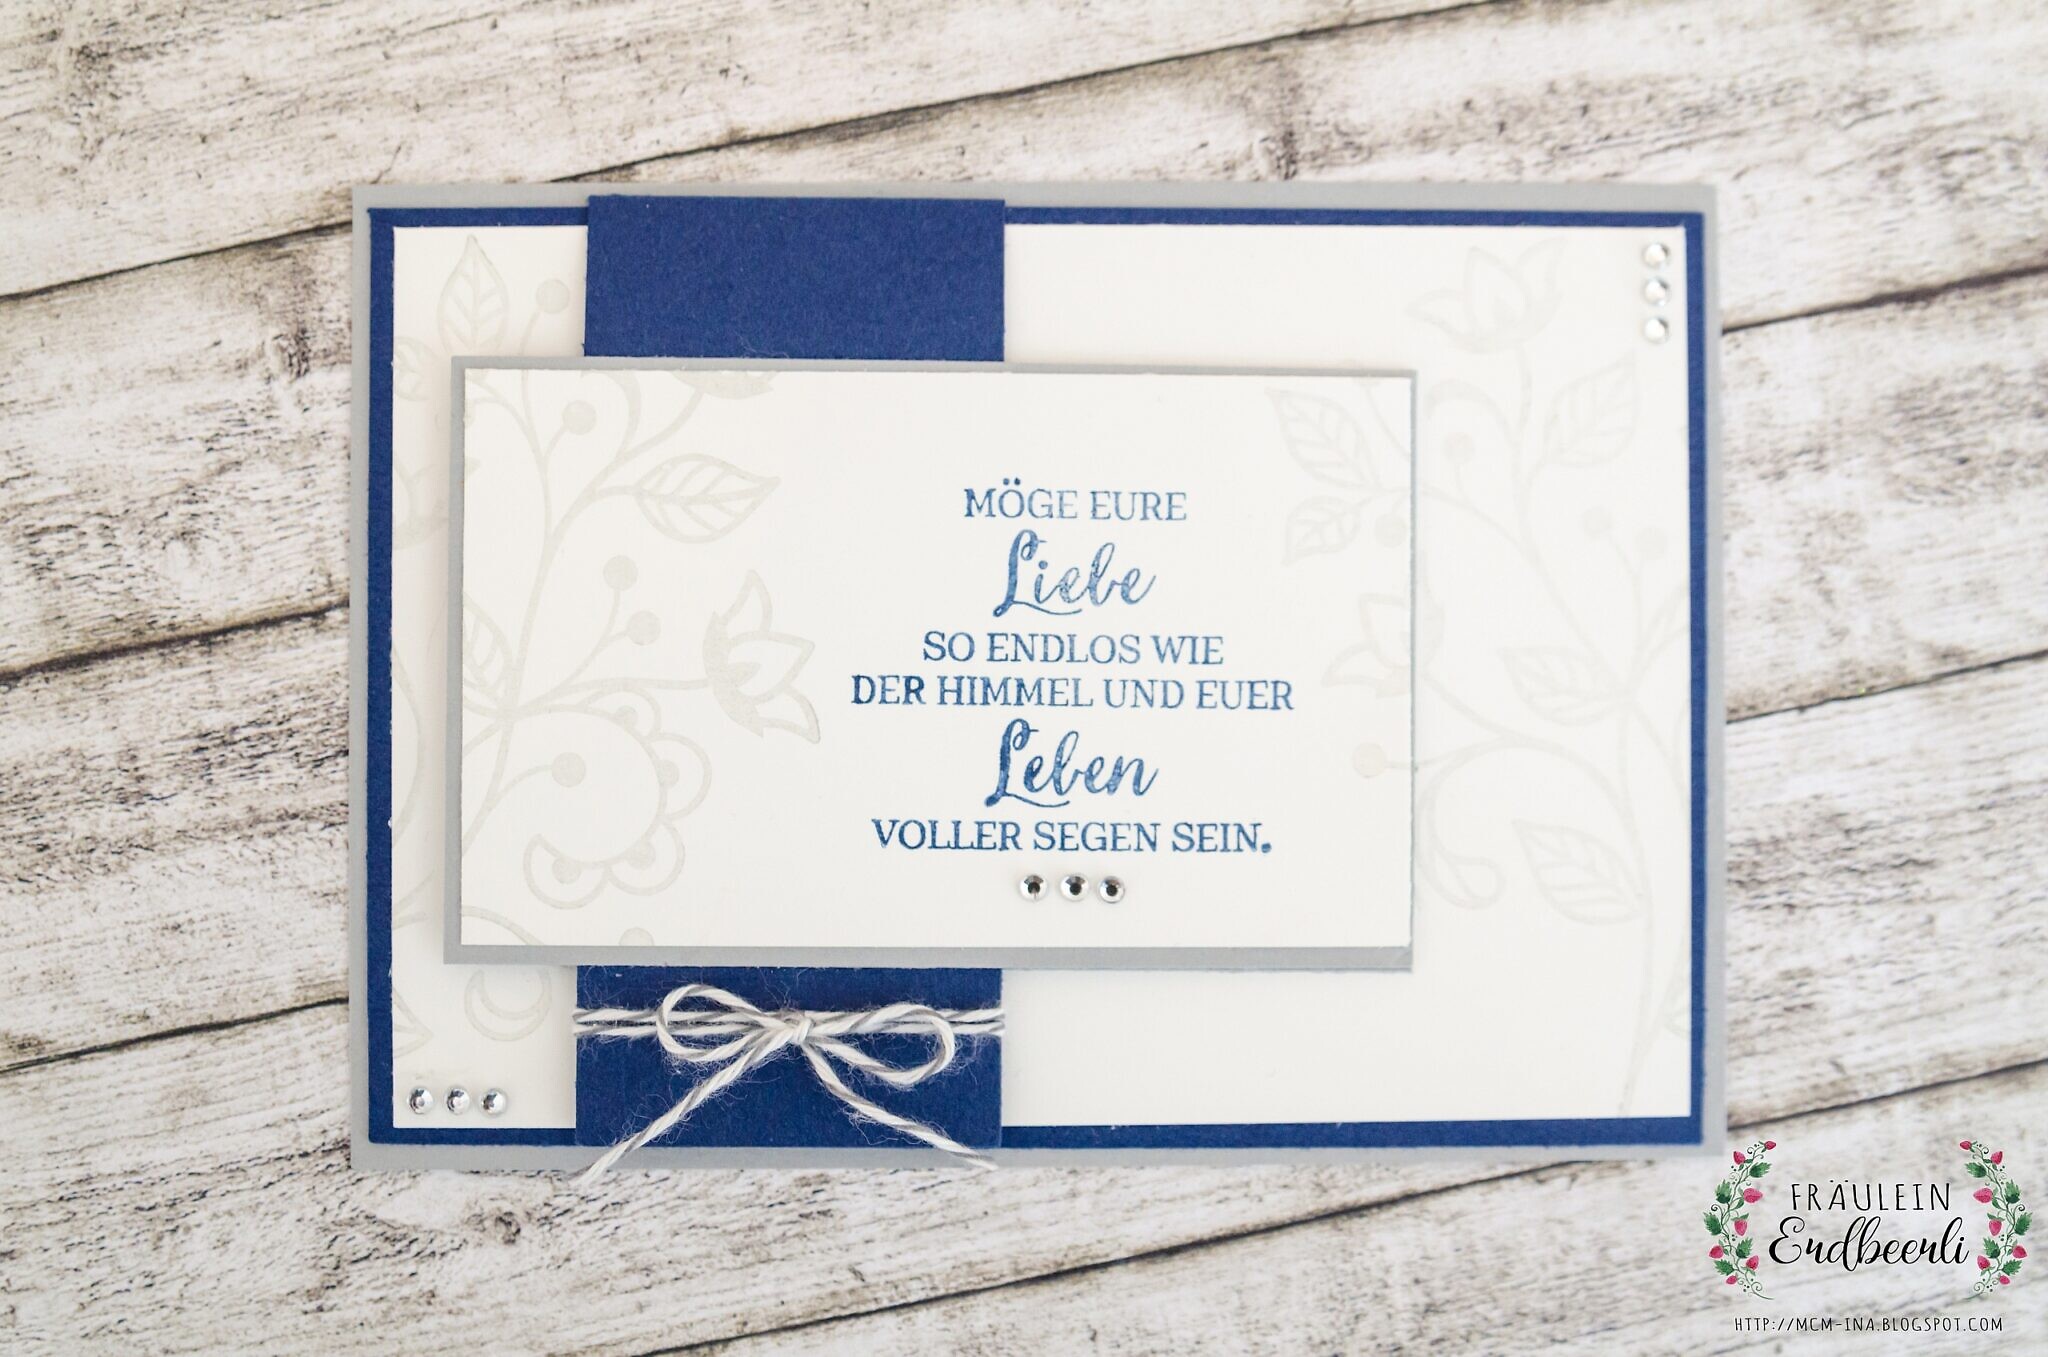 MÖGE EURE
Liebe
SO ENDLOS WIE
DER HIMMEL UND EUER
Leben
VOLLER SEGEN SEIN.
FRÄULEIN
Erdbeerli
HTTP://MCM-INA.BLOGSPOT.COM